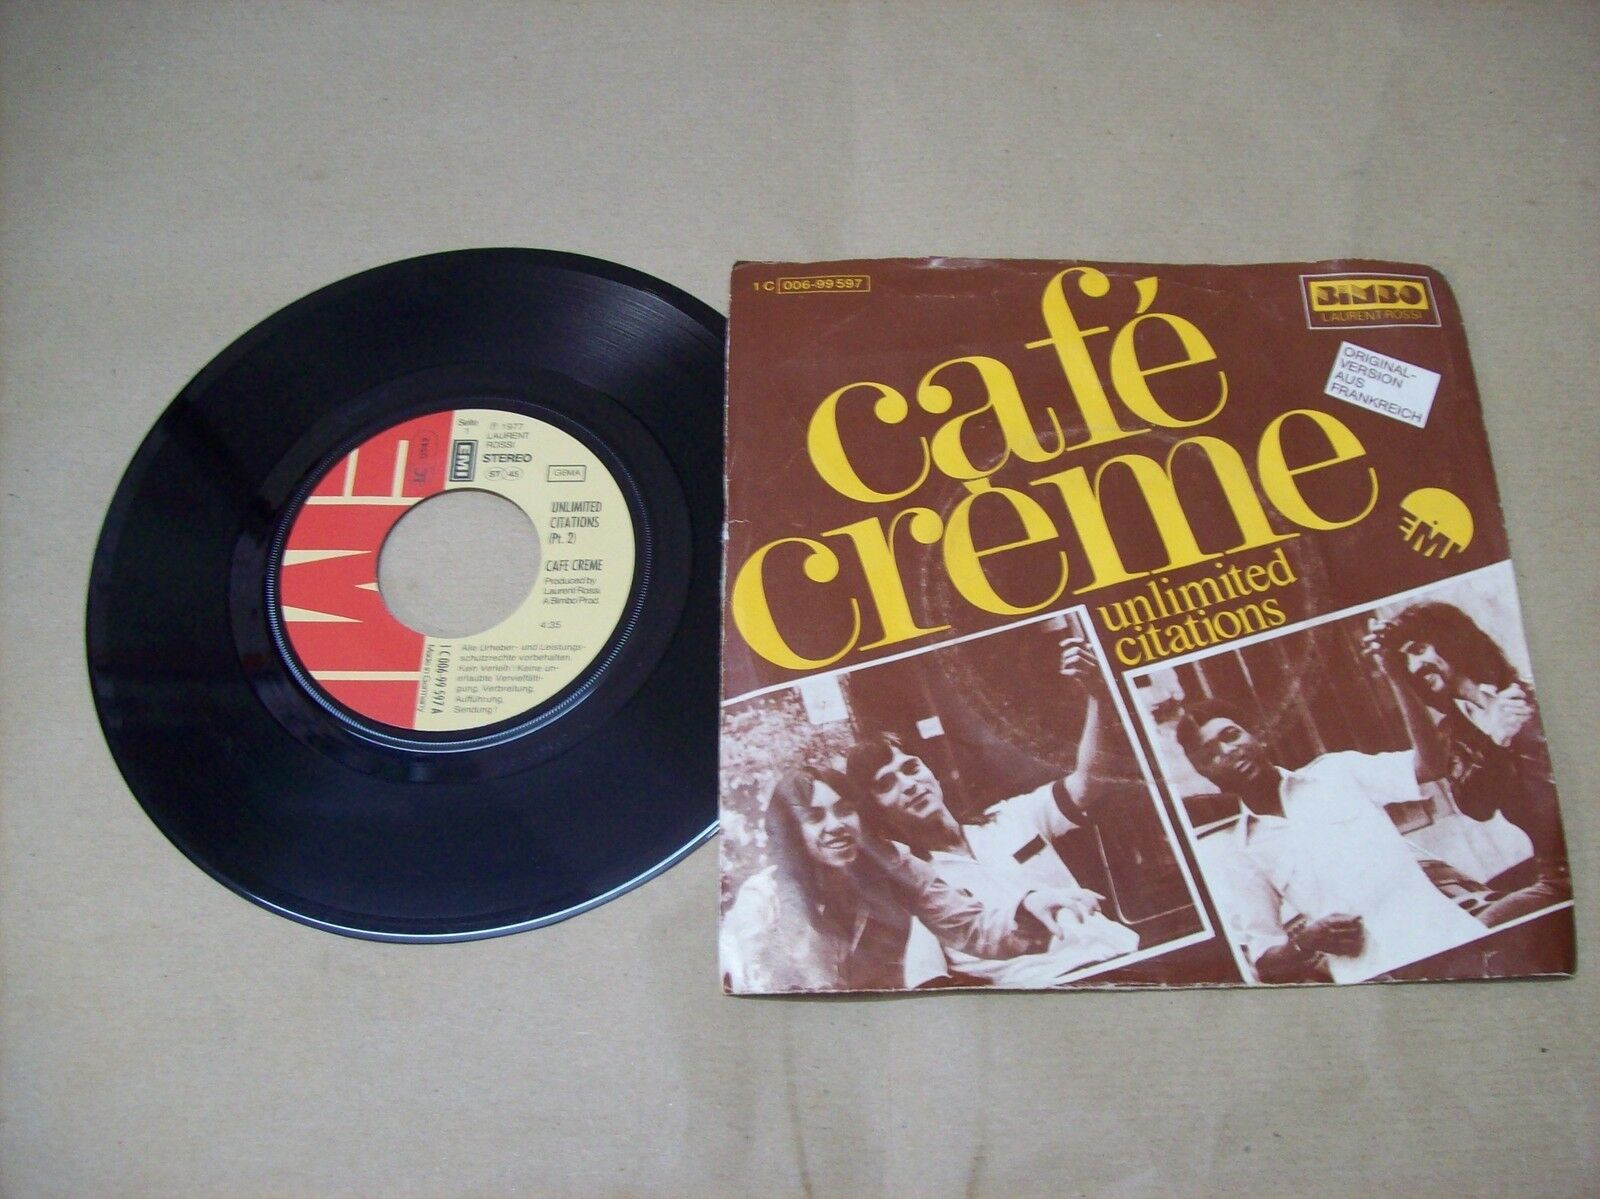 EMI
0543
Seite
1
EMI
℗ 1977
LAURENT
ROSSI
STEREO
ST 45
GEMA
UNLIMITED
CITATIONS
(Pt. 2)
CAFE CREME
Produced by
Laurent Rossi
A Bimbo Prod.
4:35
Alle Urheber- und Leistungs-
schutzrechte vorbehalten.
Kein Verleih! Keine un-
erlaubte Vervielfälti-
gung, Verbreitung,
Aufführung,
Sendung!
1 C 006-99 597 A
Made in Germany
1 C 006-99 597
BIMBO
LAURENT ROSSI
ORIGINAL-
VERSION
AUS
FRANKREICH
café
crème
EMI
unlimited
citations